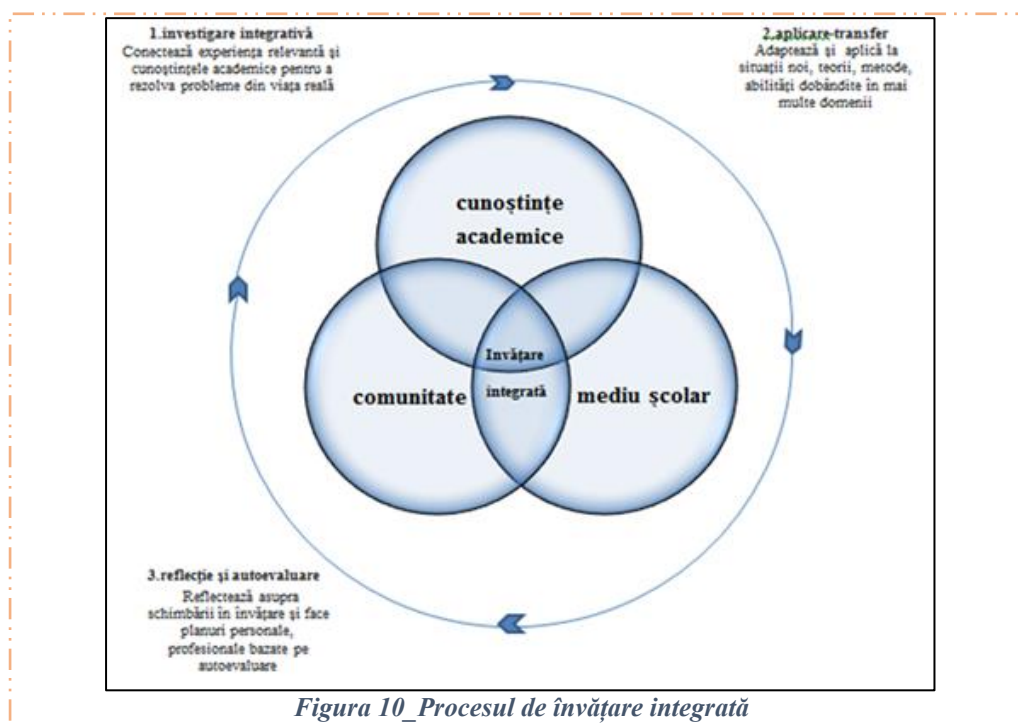 1.investigare integrativă
Conectează experiența relevantă și
cunoștințele academice pentru a
rezolva probleme din viața reală
2.aplicare-transfer
Adaptează și aplică la
situații noi, teorii, metode,
abilități dobândite în mai
multe domenii
cunoștințe
academice
Invățare
integrată
comunitate
mediu școlar
3.reflecție și autoevaluare
Reflectează asupra
schimbării în învățare și face
planuri personale,
profesionale bazate pe
autoevaluare
Figura 10_Procesul de învățare integrată